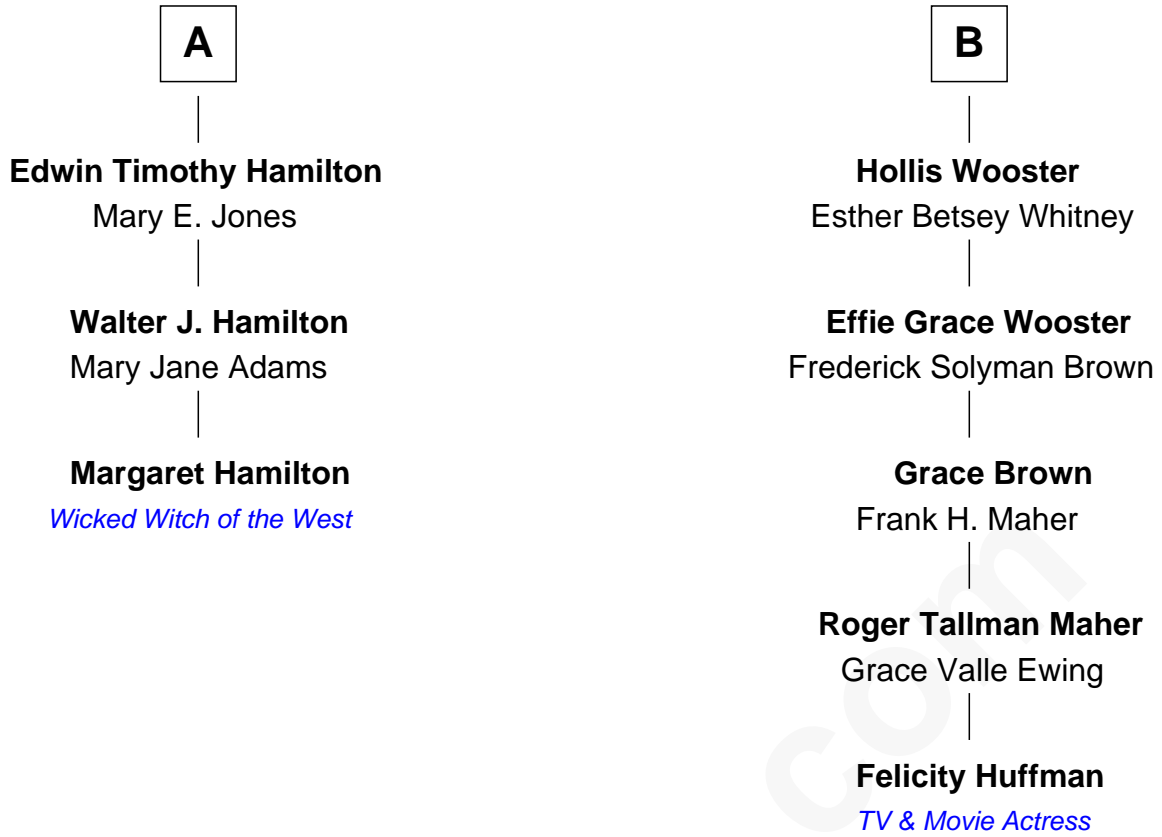 A
Edwin Timothy Hamilton
Mary E. Jones
Walter J. Hamilton
Mary Jane Adams
Margaret Hamilton
Wicked Witch of the West
B
Hollis Wooster
Esther Betsey Whitney
Effie Grace Wooster
Frederick Solyman Brown
Grace Brown
Frank H. Maher
Roger Tallman Maher
Grace Valle Ewing
Felicity Huffman
TV & Movie Actress
com